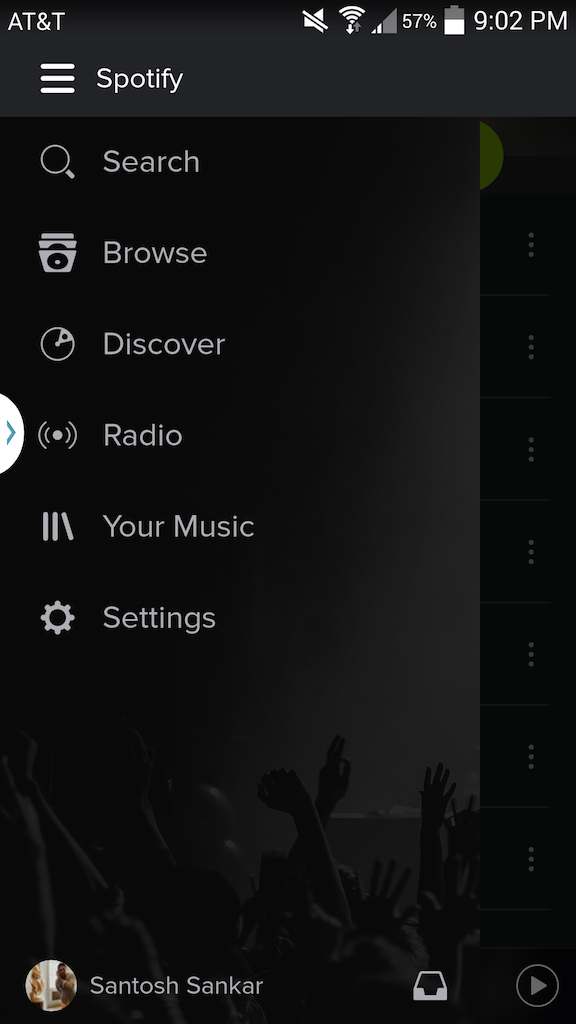 AT&T 57% 9:02 PM
Spotify
Search
Browse
Discover
Radio
Your Music
Settings
Santosh Sankar